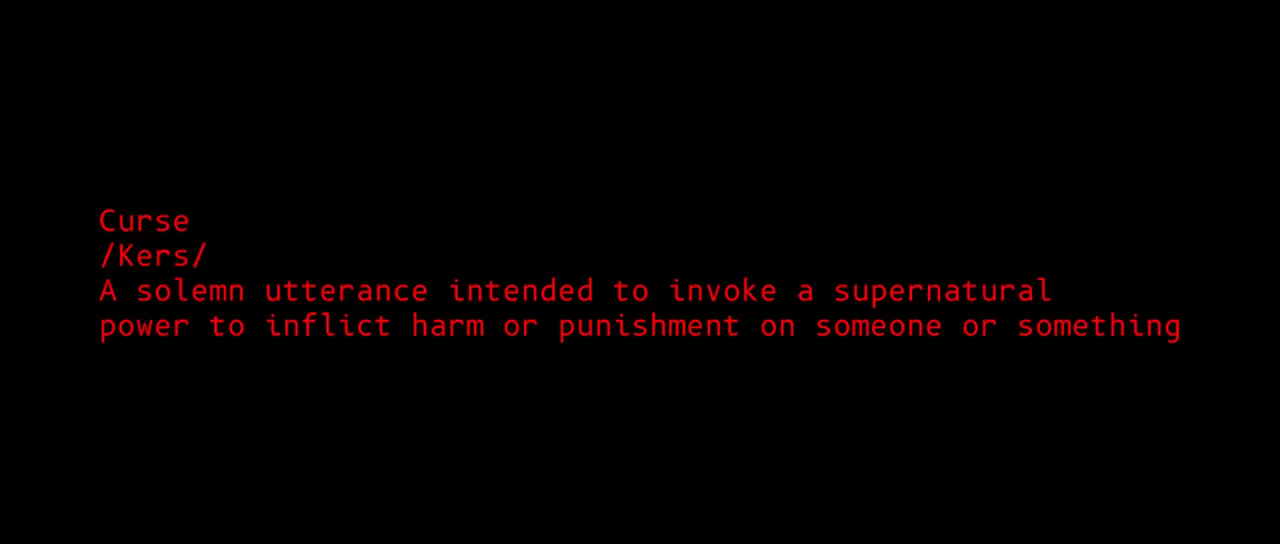 Curse
/Kers/
A solemn utterance intended to invoke a supernatural
power to inflict harm or punishment on someone or something